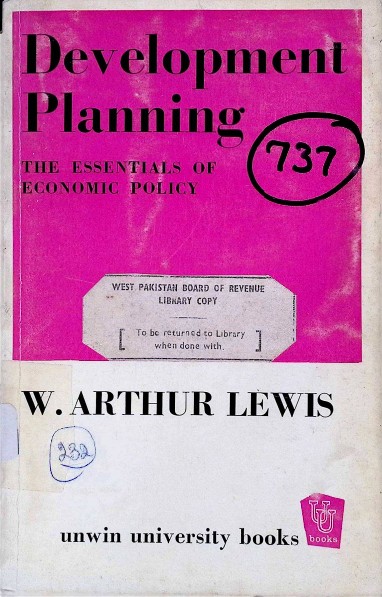 Development
Planning
737
THE ESSENTIALS OF
ECONOMIC POLICY
WEST PAKISTAN BOARD OF REVENUE
LIBRARY COPY
[ To be returned to Library ]
when done with.
W. ARTHUR LEWIS
232
unwin university books
UU
books